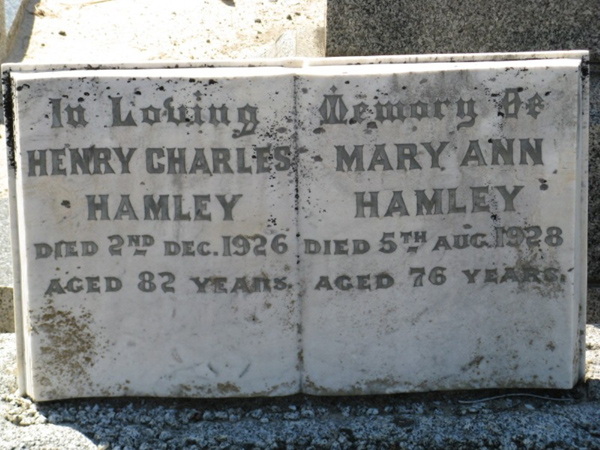 In Loving Memory Of
HENRY CHARLES
HAMLEY
DIED 2ND DEC. 1926
AGED 82 YEARS.
MARY ANN
HAMLEY
DIED 5TH AUG. 1928
AGED 76 YEARS.